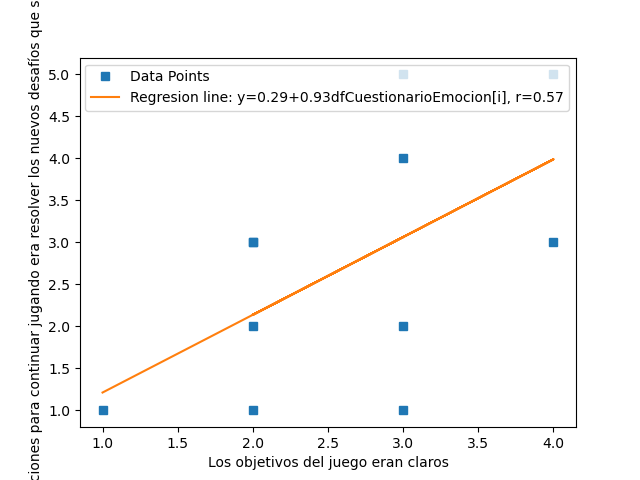 ciones para continuar jugando era resolver los nuevos desafíos que s
5.0
4.5
4.0
3.5
3.0
2.5
2.0
1.5
1.0
Data Points
Regresion line: y=0.29+0.93dfCuestionarioEmocion[i], r=0.57
1.0 1.5 2.0 2.5 3.0 3.5 4.0
Los objetivos del juego eran claros